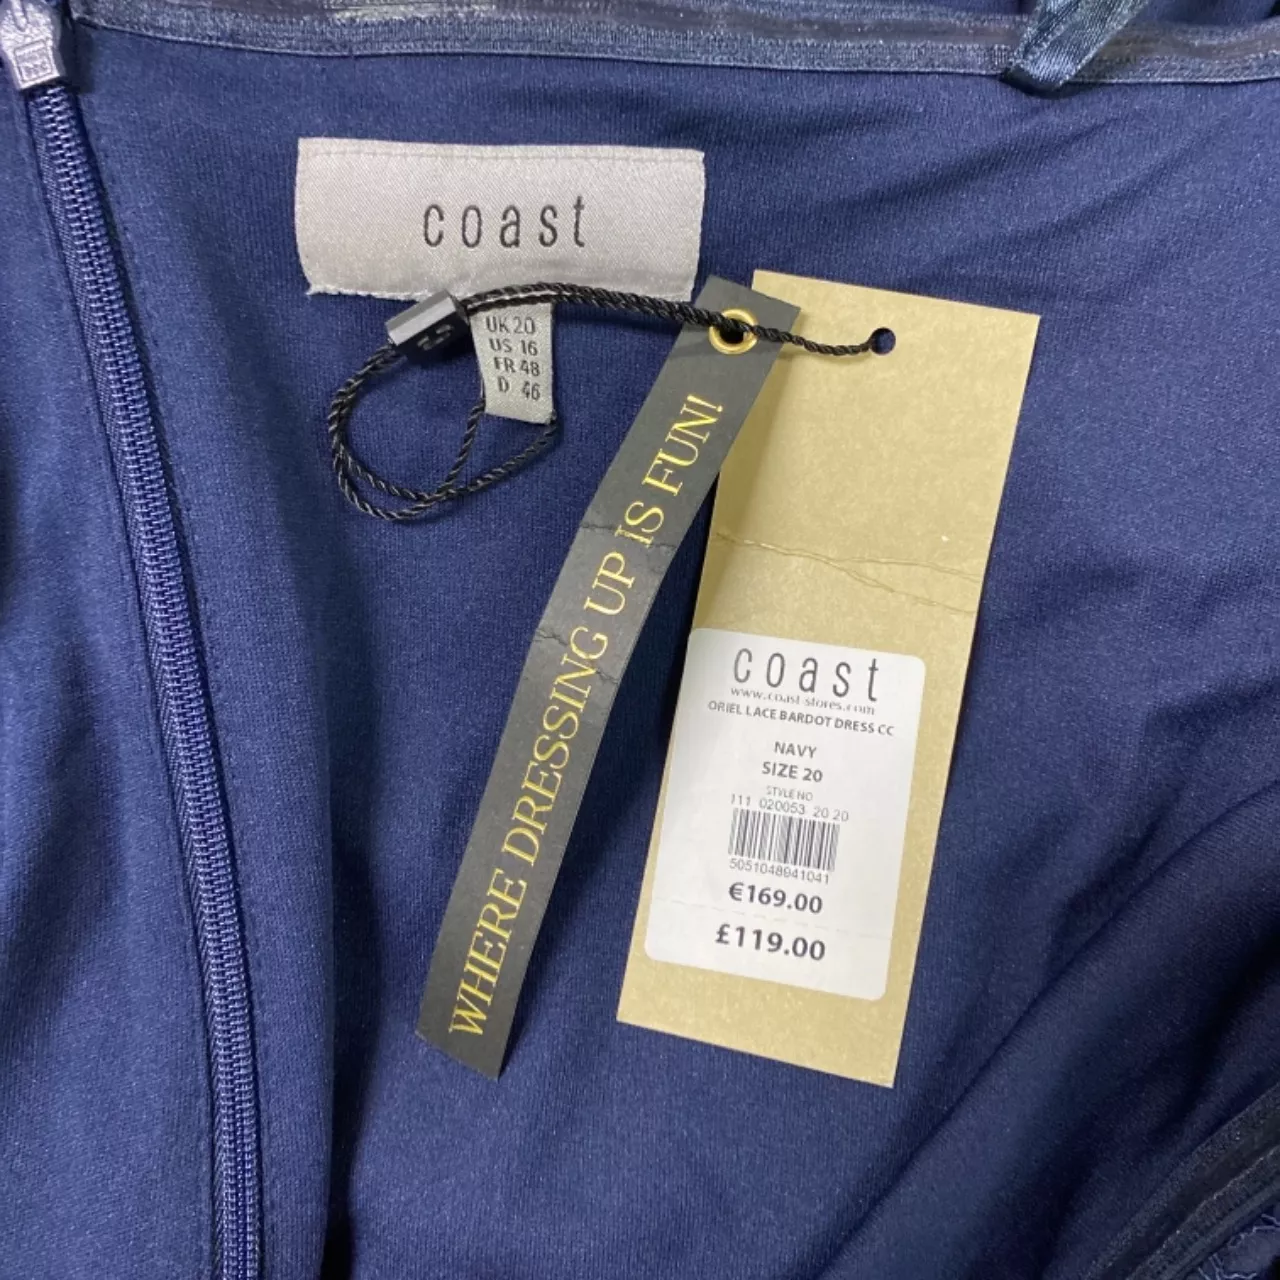 coast
UK 20
US 16
FR 48
D 46
WHERE DRESSING UP IS FUN!
coast
www.coast-stores.com
ORIEL LACE BARDOT DRESS CC
NAVY
SIZE 20
STYLE NO
111 020053 20 20
5051048941041
€169.00
£119.00